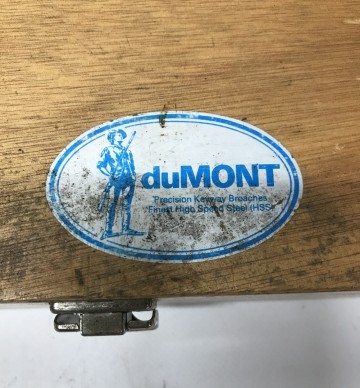 duMONT
Precision Keyway Broaches
Finest High Speed Steel (HSS)